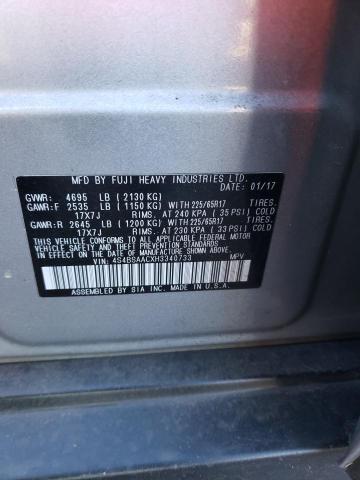 MFD BY FUJI HEAVY INDUSTRIES LTD.
DATE: 01/17
GVWR: 4695 LB (2130 KG)
GAWR:F 2535 LB (1150 KG) WITH 225/65R17 TIRES.
17X7J RIMS. AT 240 KPA (35 PSI) COLD
GAWR:R 2645 LB (1200 KG) WITH 225/65R17 TIRES.
17X7J RIMS. AT 230 KPA (33 PSI) COLD
THIS VEHICLE CONFORMS TO ALL APPLICABLE FEDERAL MOTOR
VEHICLE SAFETY, BUMPER, AND THEFT PREVENTION STANDARDS
IN EFFECT ON THE DATE OF MANUFACTURE SHOWN ABOVE.
VIN: 4S4BSAACXH3340733 MPV
SIA INC. MADE IN U.S.A.